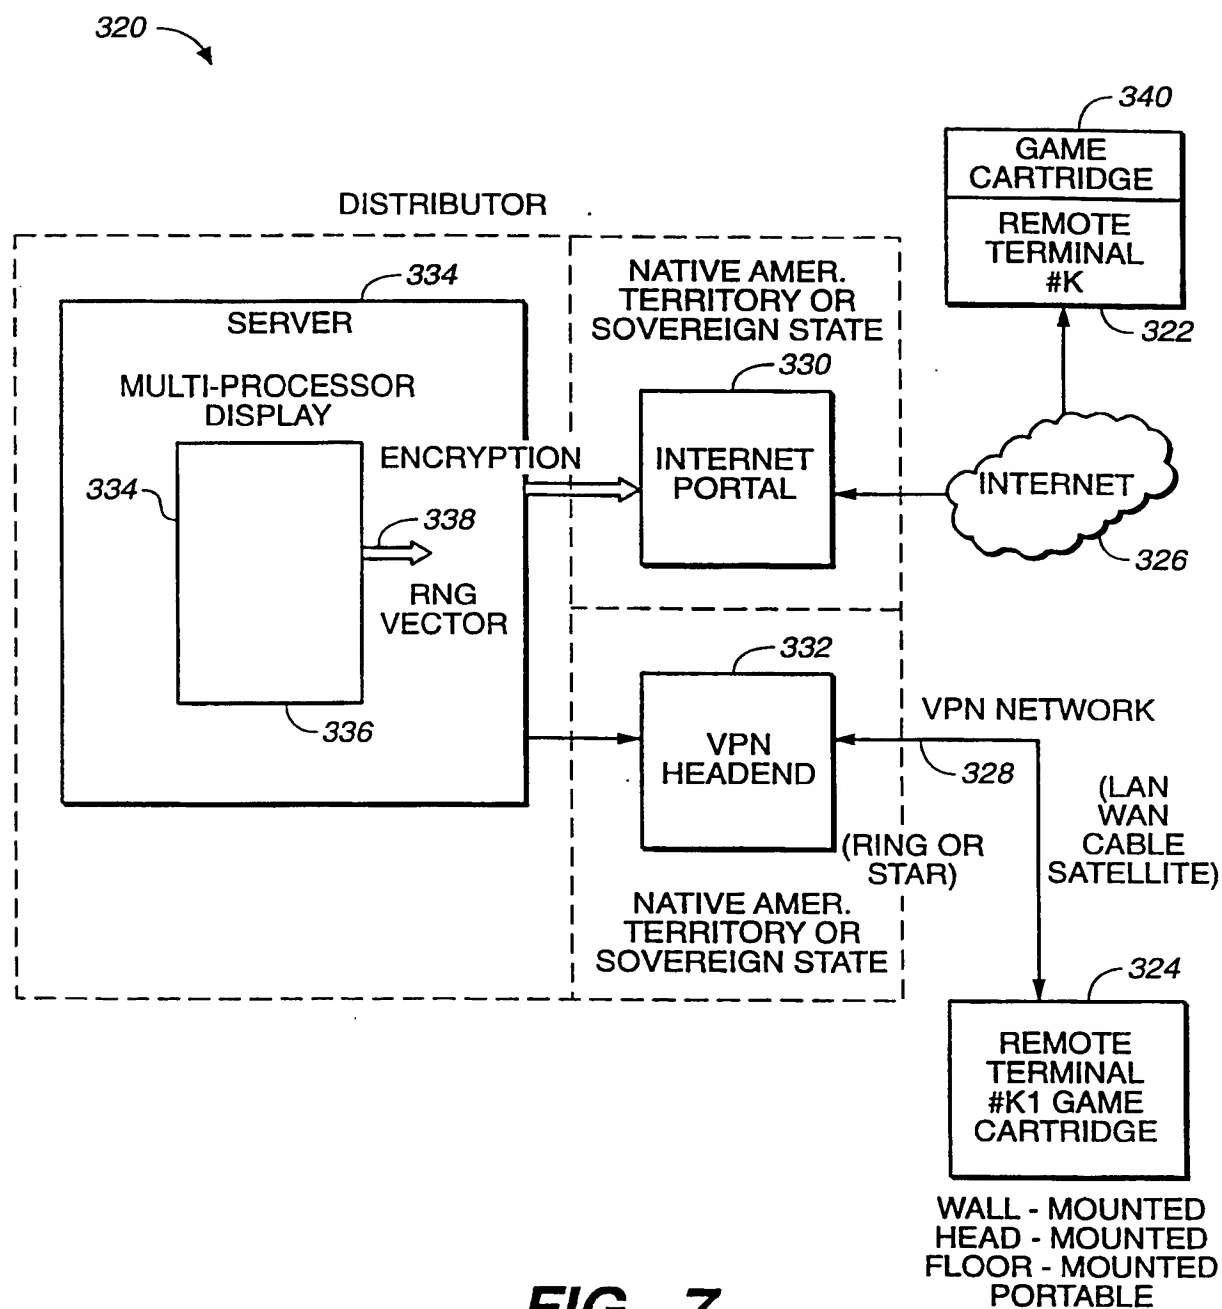 320
340
GAME
CARTRIDGE
REMOTE
TERMINAL
#K
322
DISTRIBUTOR
334
SERVER
MULTI-PROCESSOR
DISPLAY
334
338
RNG
VECTOR
336
ENCRYPTION
NATIVE AMER.
TERRITORY OR
SOVEREIGN STATE
330
INTERNET
PORTAL
INTERNET
326
332
VPN
HEADEND
VPN NETWORK
328
(RING OR
STAR)
(LAN
WAN
CABLE
SATELLITE)
NATIVE AMER.
TERRITORY OR
SOVEREIGN STATE
324
REMOTE
TERMINAL
#K1 GAME
CARTRIDGE
WALL - MOUNTED
HEAD - MOUNTED
FLOOR - MOUNTED
PORTABLE
FIG._7